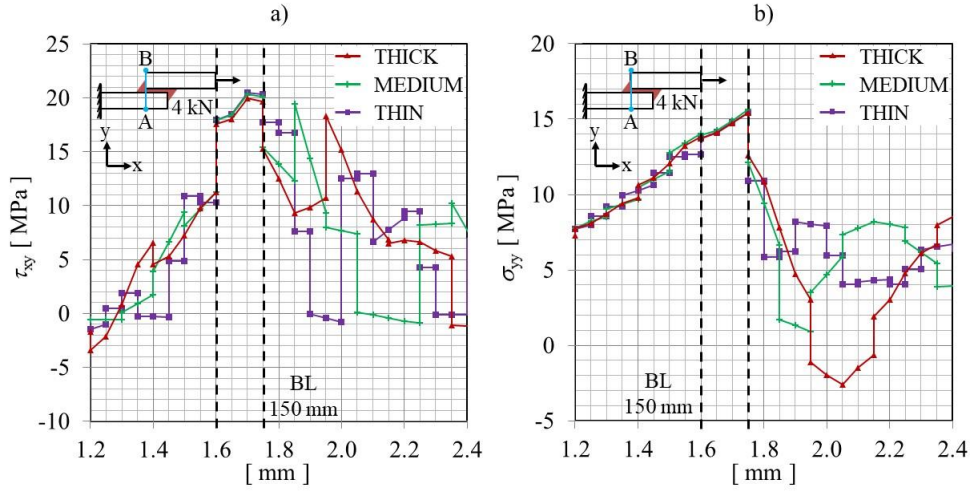 a)
25
20
15
10
5
0
-5
-10
τxy [ MPa]
B
4 kN
A
y
x
THICK
MEDIUM
THIN
BL
150 mm
1.2 1.4 1.6 1.8 2.0 2.2 2.4
[ mm]
b)
20
15
10
5
0
-5
σyy [ MPa]
B
4 kN
A
y
x
THICK
MEDIUM
THIN
BL
150 mm
1.2 1.4 1.6 1.8 2.0 2.2 2.4
[ mm]